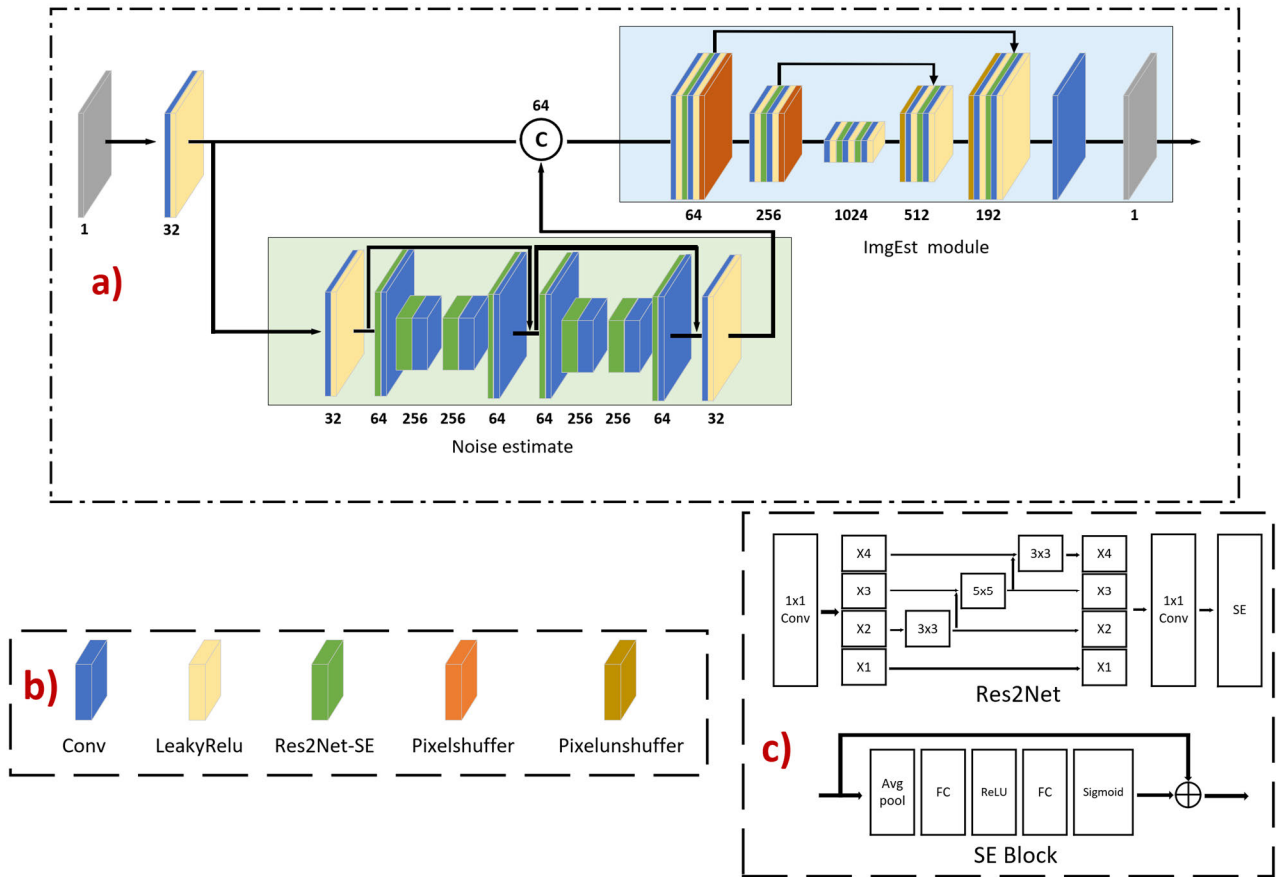 64
C
1
32
64
256
1024
512
192
1
ImgEst module
a)
32
64
256
256
64
64
256
256
64
32
Noise estimate
b)
Conv
LeakyRelu
Res2Net-SE
Pixelshuffer
Pixelunshuffer
1x1
Conv
X4
X3
X2
X1
3x3
5x5
3x3
X4
X3
X2
X1
1x1
Conv
SE
Res2Net
c)
Avg
pool
FC
ReLU
FC
Sigmoid
SE Block